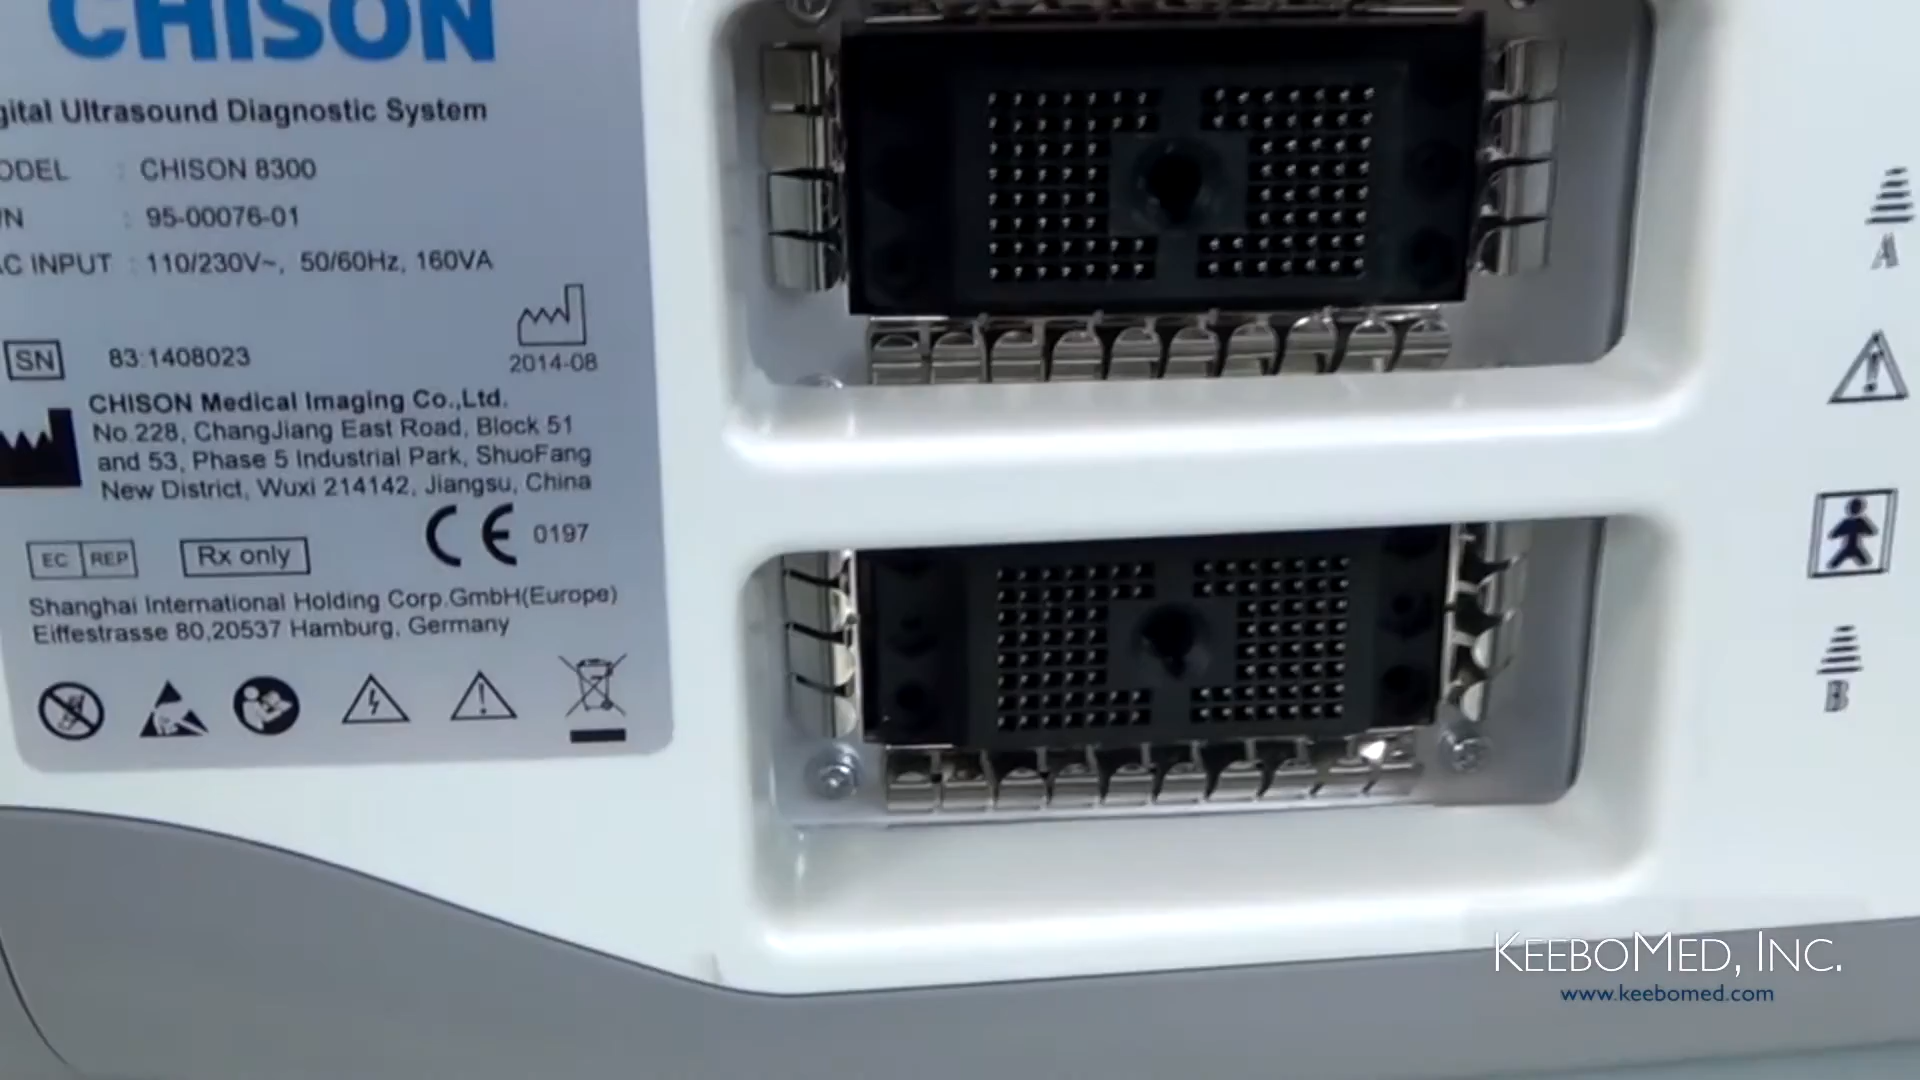 CHISON
gital Ultrasound Diagnostic System
ODEL : CHISON 8300
/N : 95-00076-01
AC INPUT : 110/230V~, 50/60Hz, 160VA
SN 83 1408023
2014-08
CHISON Medical Imaging Co.,Ltd.
No.228, ChangJiang East Road, Block 51
and 53, Phase 5 Industrial Park, ShuoFang
New District, Wuxi 214142, Jiangsu, China
CE 0197
EC REP Rx only
Shanghai International Holding Corp.GmbH(Europe)
Eiffestrasse 80,20537 Hamburg, Germany
A
B
KEEBOMED, INC.
www.keebomed.com